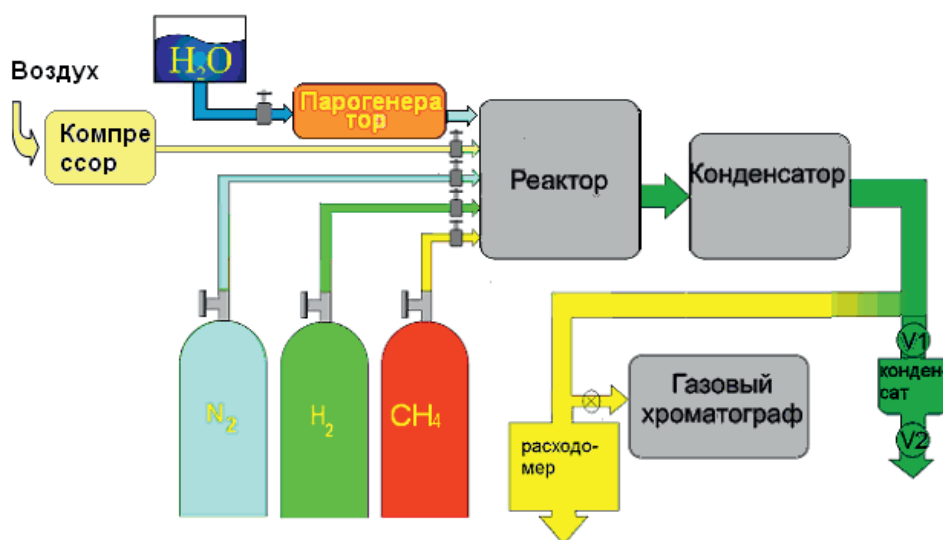 H₂O
Воздух
Парогенера
тор
Компре
ссор
Реактор
Конденсатор
V1
конден-
сат
V2
Газовый
хроматограф
расходо-
мер
N₂
H₂
CH₄